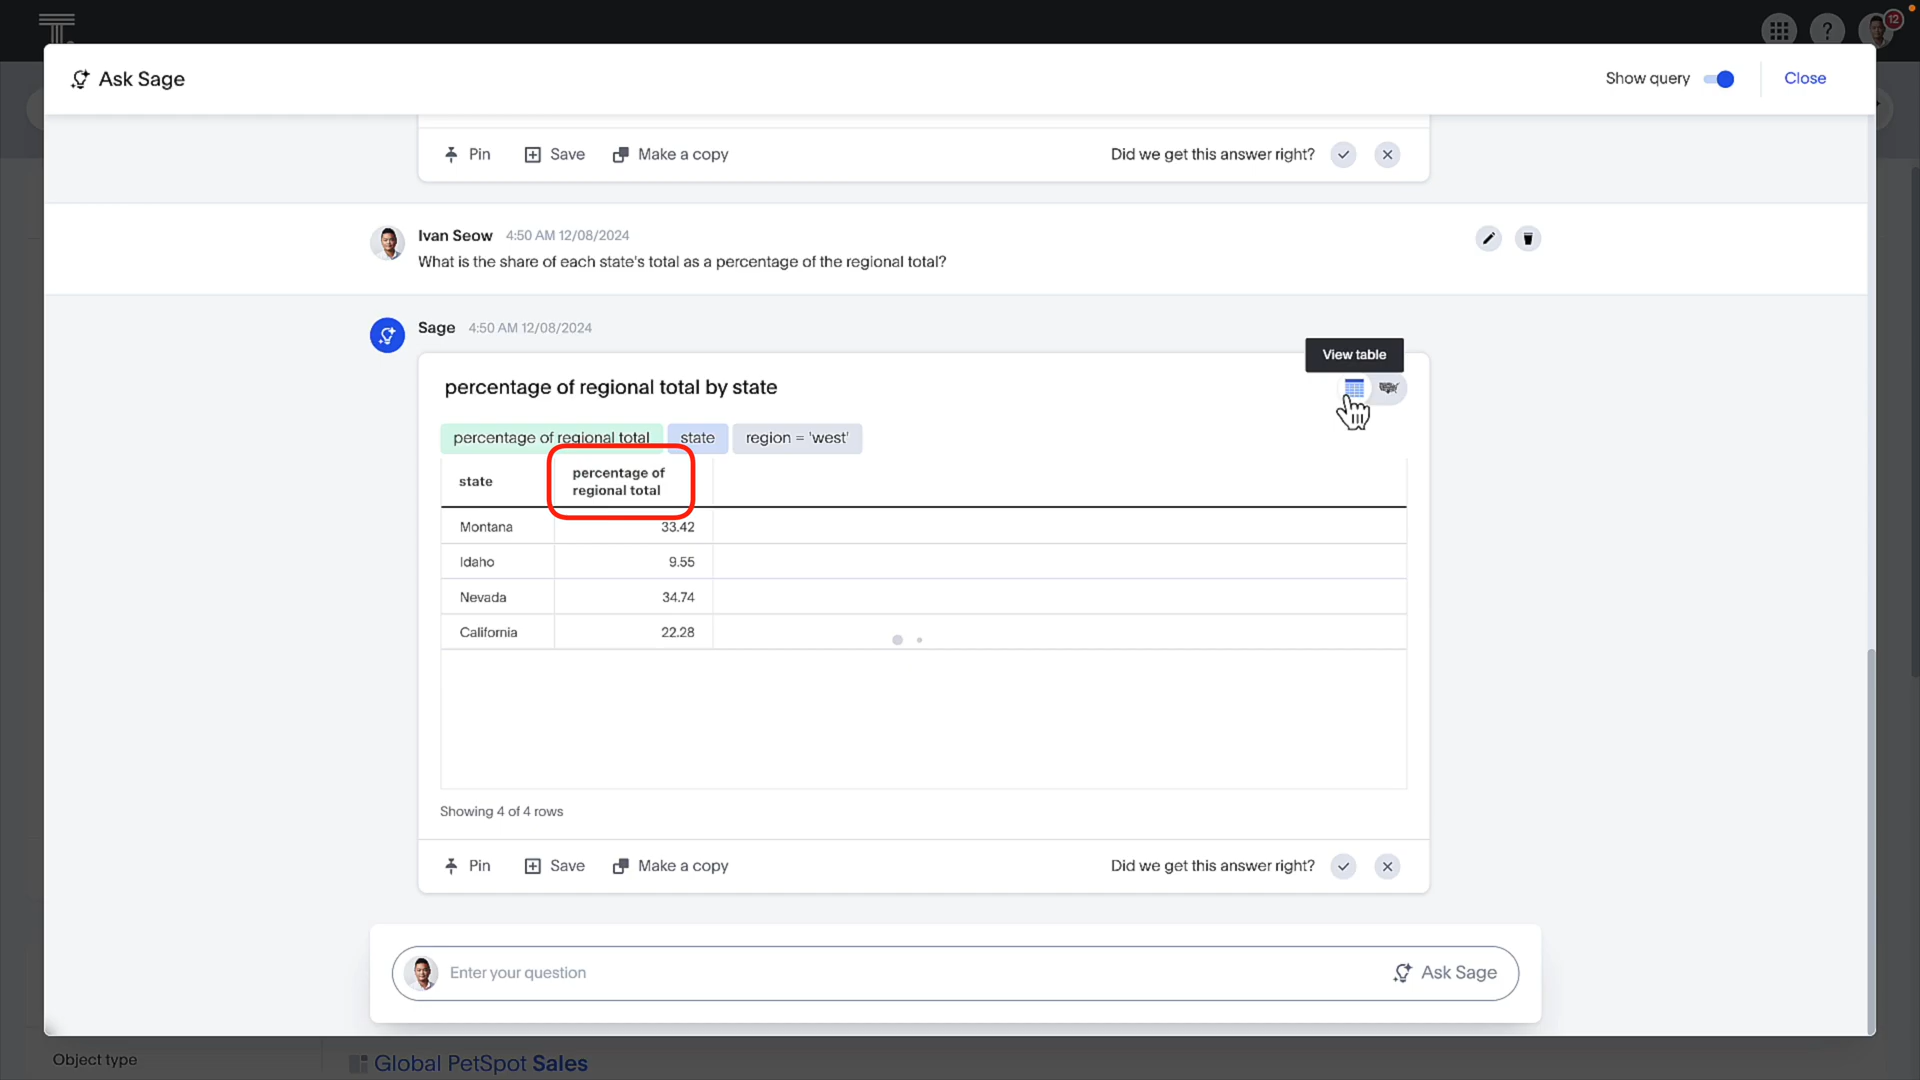 12
Ask Sage
Show query
Close
Pin
Save
Make a copy
Did we get this answer right?
Ivan Seow 4:50 AM 12/08/2024
What is the share of each state's total as a percentage of the regional total?
Sage 4:50 AM 12/08/2024
View table
percentage of regional total by state
percentage of regional total
state
region = 'west'
state
percentage of
regional total
Montana 33.42
Idaho 9.55
Nevada 34.74
California 22.28
Showing 4 of 4 rows
Pin
Save
Make a copy
Did we get this answer right?
Enter your question
Ask Sage
Object type
Global PetSpot Sales